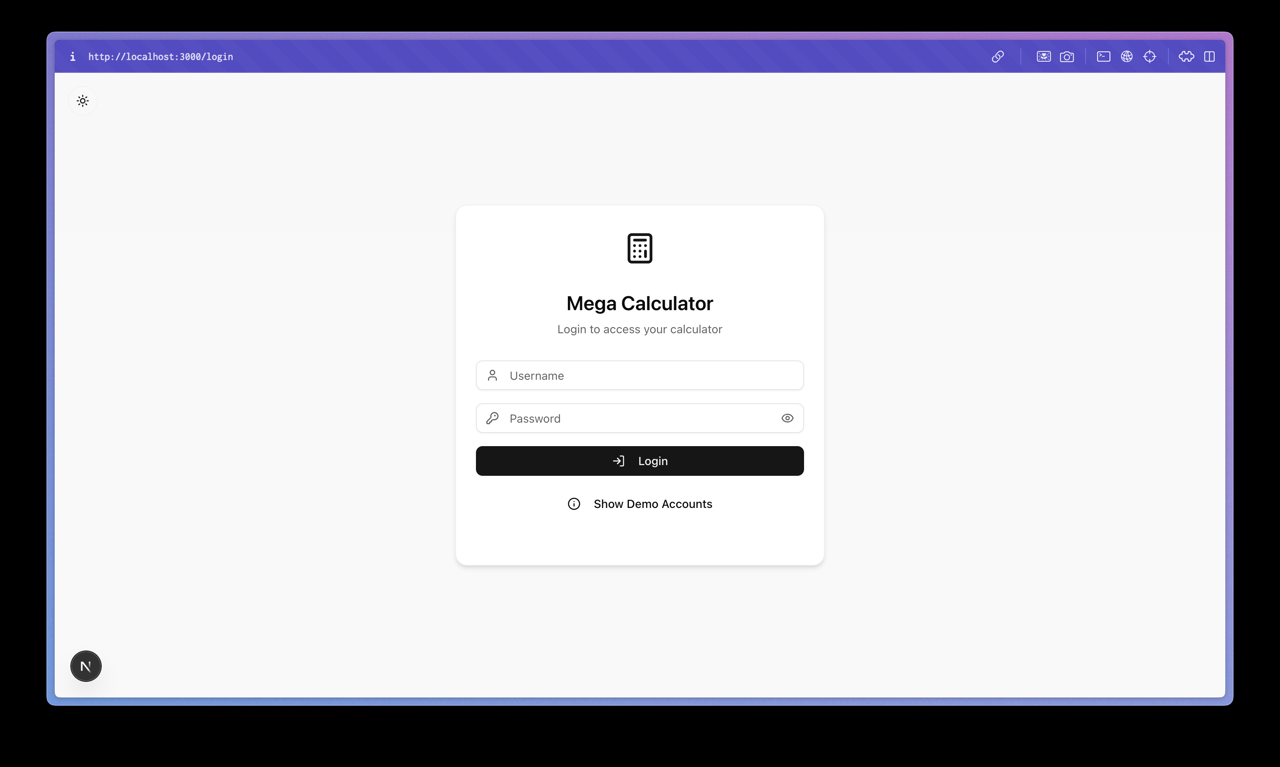 http://localhost:3000/login
Mega Calculator
Login to access your calculator
Username
Password
Login
Show Demo Accounts
N